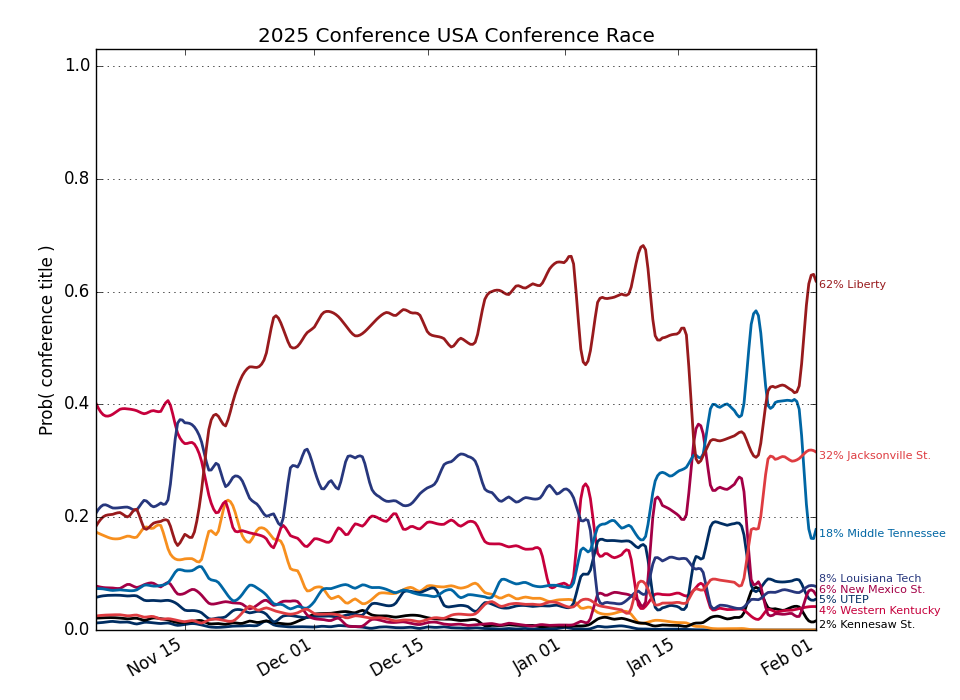 2025 Conference USA Conference Race
Prob( conference title )
1.0
0.8
0.6
0.4
0.2
0.0
Nov 15
Dec 01
Dec 15
Jan 01
Jan 15
Feb 01
62% Liberty
32% Jacksonville St.
18% Middle Tennessee
8% Louisiana Tech
6% New Mexico St.
5% UTEP
4% Western Kentucky
2% Kennesaw St.